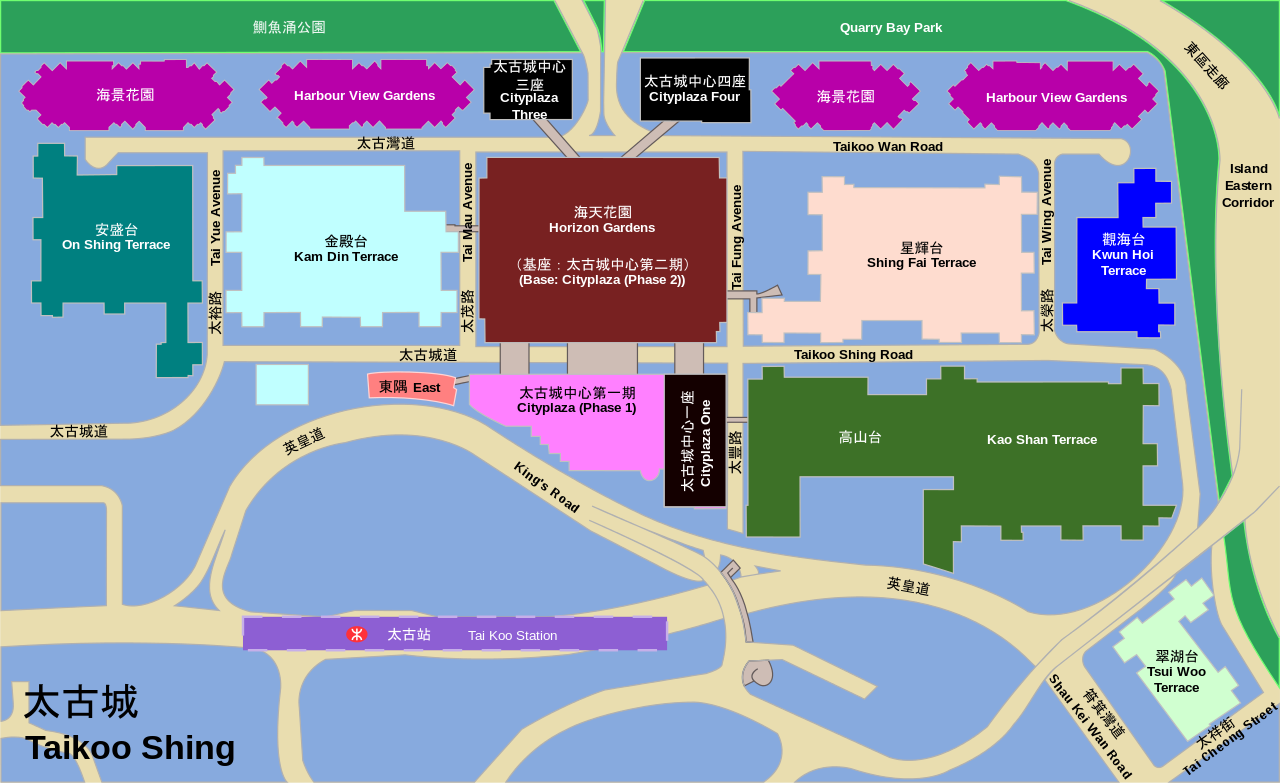 鰂魚涌公園
Quarry Bay Park
東區走廊
Island
Eastern
Corridor
海景花園
Harbour View Gardens
太古城中心
三座
Cityplaza
Three
太古城中心四座
Cityplaza Four
海景花園
Harbour View Gardens
太古灣道
Taikoo Wan Road
安盛台
On Shing Terrace
Tai Yue Avenue
太裕路
金殿台
Kam Din Terrace
Tai Mau Avenue
太茂路
海天花園
Horizon Gardens
（基座：太古城中心第二期）
(Base: Cityplaza (Phase 2))
Tai Fung Avenue
太豐路
星輝台
Shing Fai Terrace
Tai Wing Avenue
太榮路
觀海台
Kwun Hoi
Terrace
太古城道
Taikoo Shing Road
東隅 East
太古城中心第一期
Cityplaza (Phase 1)
太古城中心一座
Cityplaza One
高山台
Kao Shan Terrace
太古城道
英皇道
King's Road
英皇道
太古站
Tai Koo Station
翠湖台
Tsui Woo
Terrace
筲箕灣道
Shau Kei Wan Road
太祥街
Tai Cheong Street
太古城
Taikoo Shing